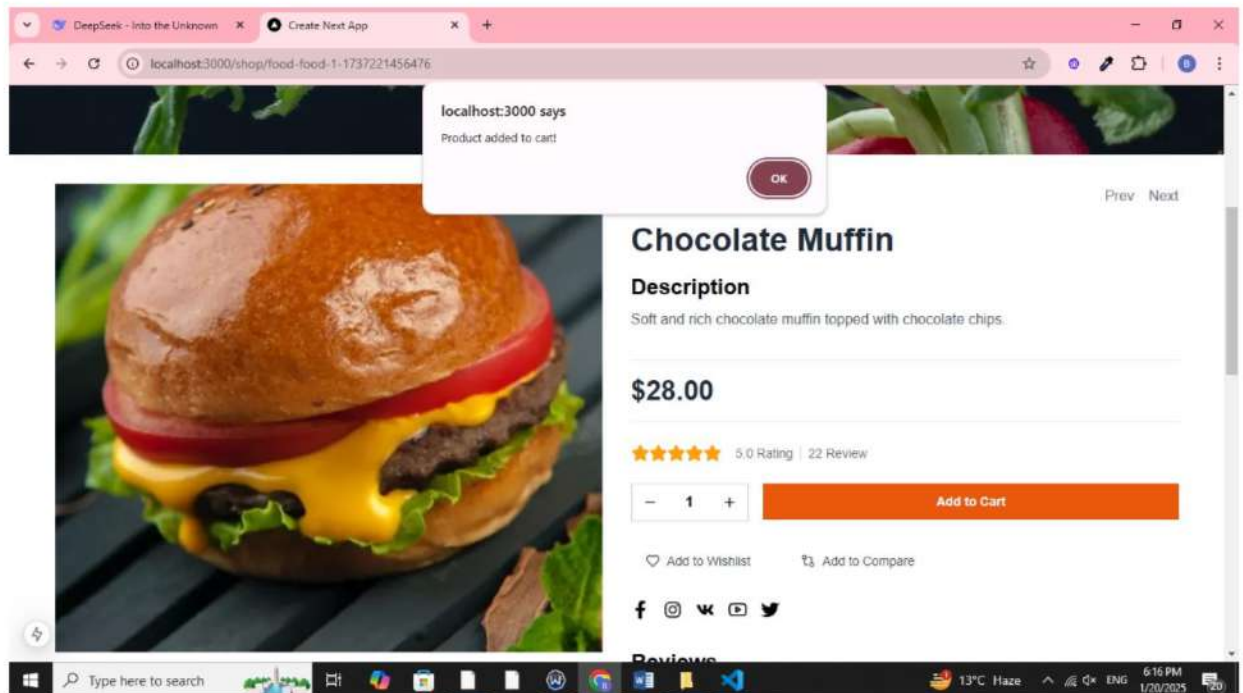 DeepSeek - Into the Unknown
Create Next App
localhost:3000/shop/food-food-1-1737221456476
localhost:3000 says
Product added to cart!
OK
Prev Next
Chocolate Muffin
Description
Soft and rich chocolate muffin topped with chocolate chips.
$28.00
5.0 Rating | 22 Review
− 1 + Add to Cart
Add to Wishlist Add to Compare
Reviews
Type here to search 13°C Haze ENG 6:16 PM
1/20/2025